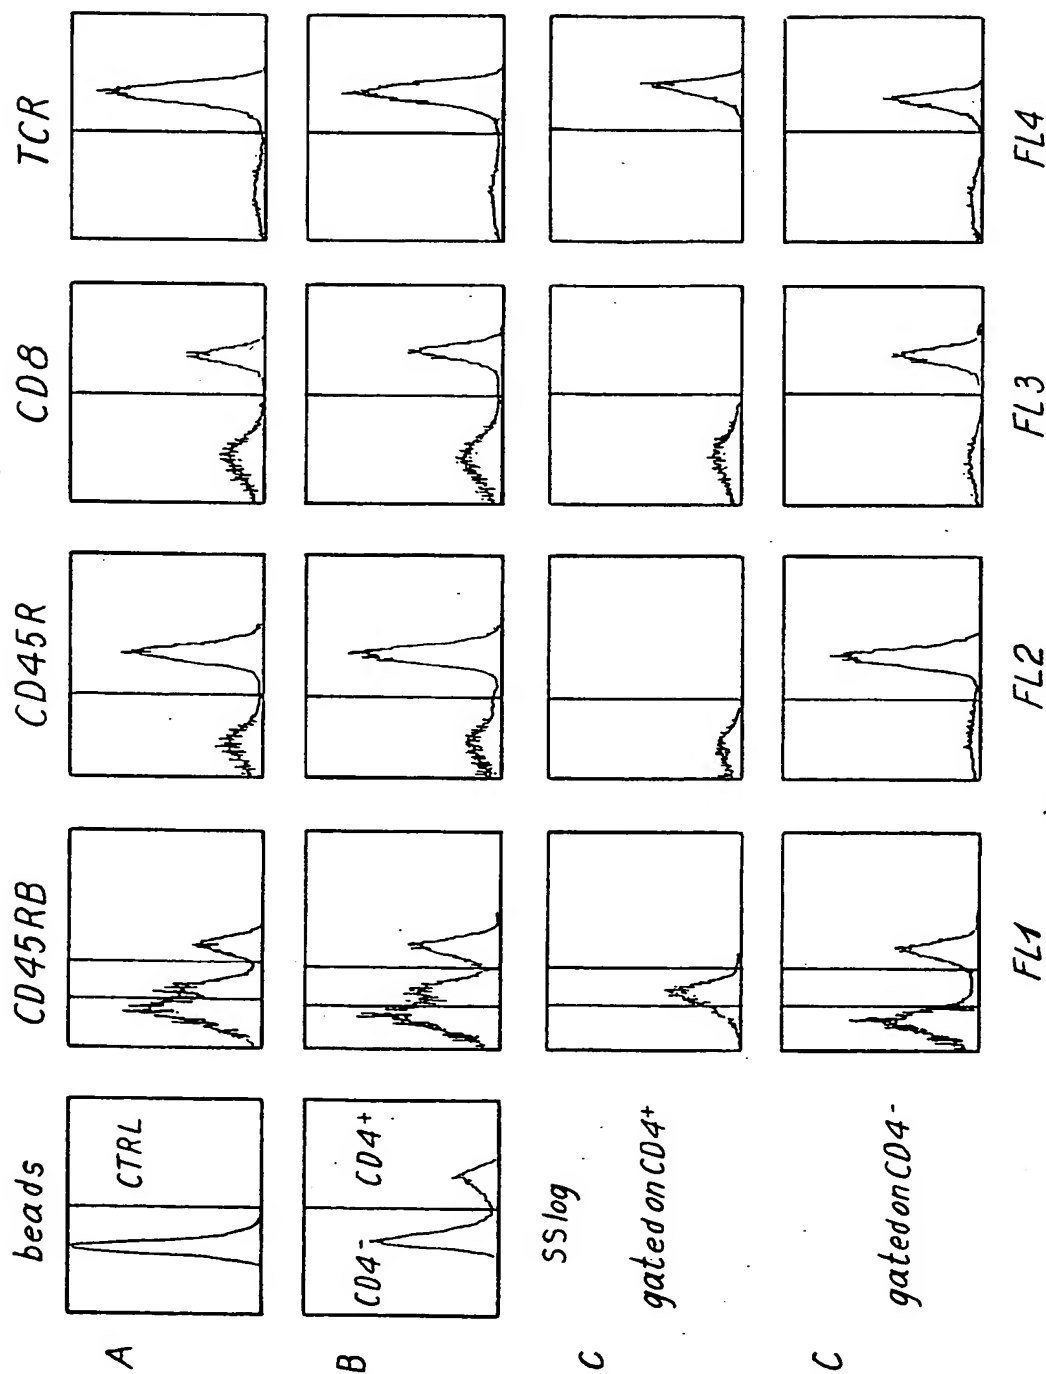 beads CD45RB CD45R CD8 TCR
A
CTRL
B
CD4- CD4+
C
SSlog
gated on CD4+
C
gated on CD4-
FL1 FL2 FL3 FL4